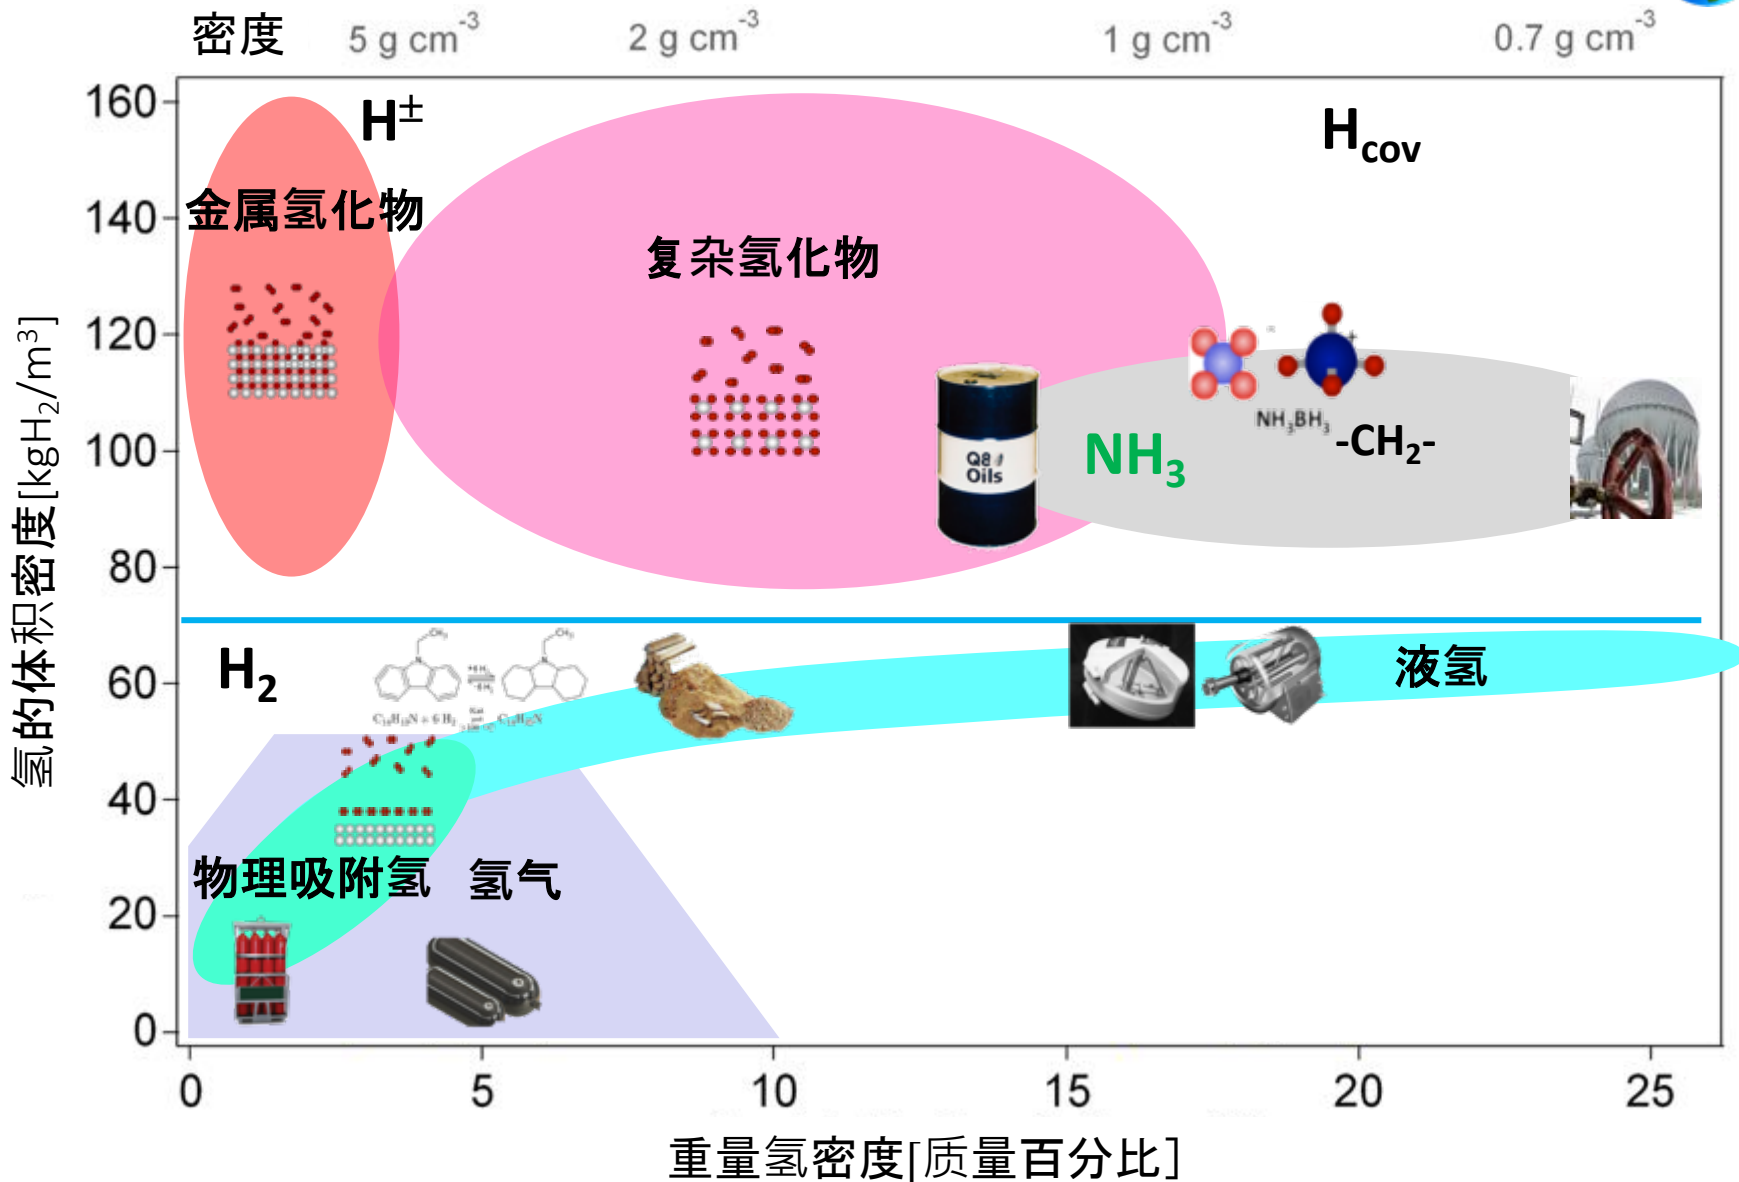 密度 5 g cm⁻³ 2 g cm⁻³ 1 g cm⁻³ 0.7 g cm⁻³
160
140
120
100
80
60
40
20
0
氢的体积密度[kgH₂/m³]
H±
H_cov
金属氢化物
复杂氢化物
Q8
Oils
NH₃
NH₃BH₃
-CH₂-
H₂
CH₃ CH₃
N N
液氢
物理吸附氢
氢气
0 5 10 15 20 25
重量氢密度[质量百分比]